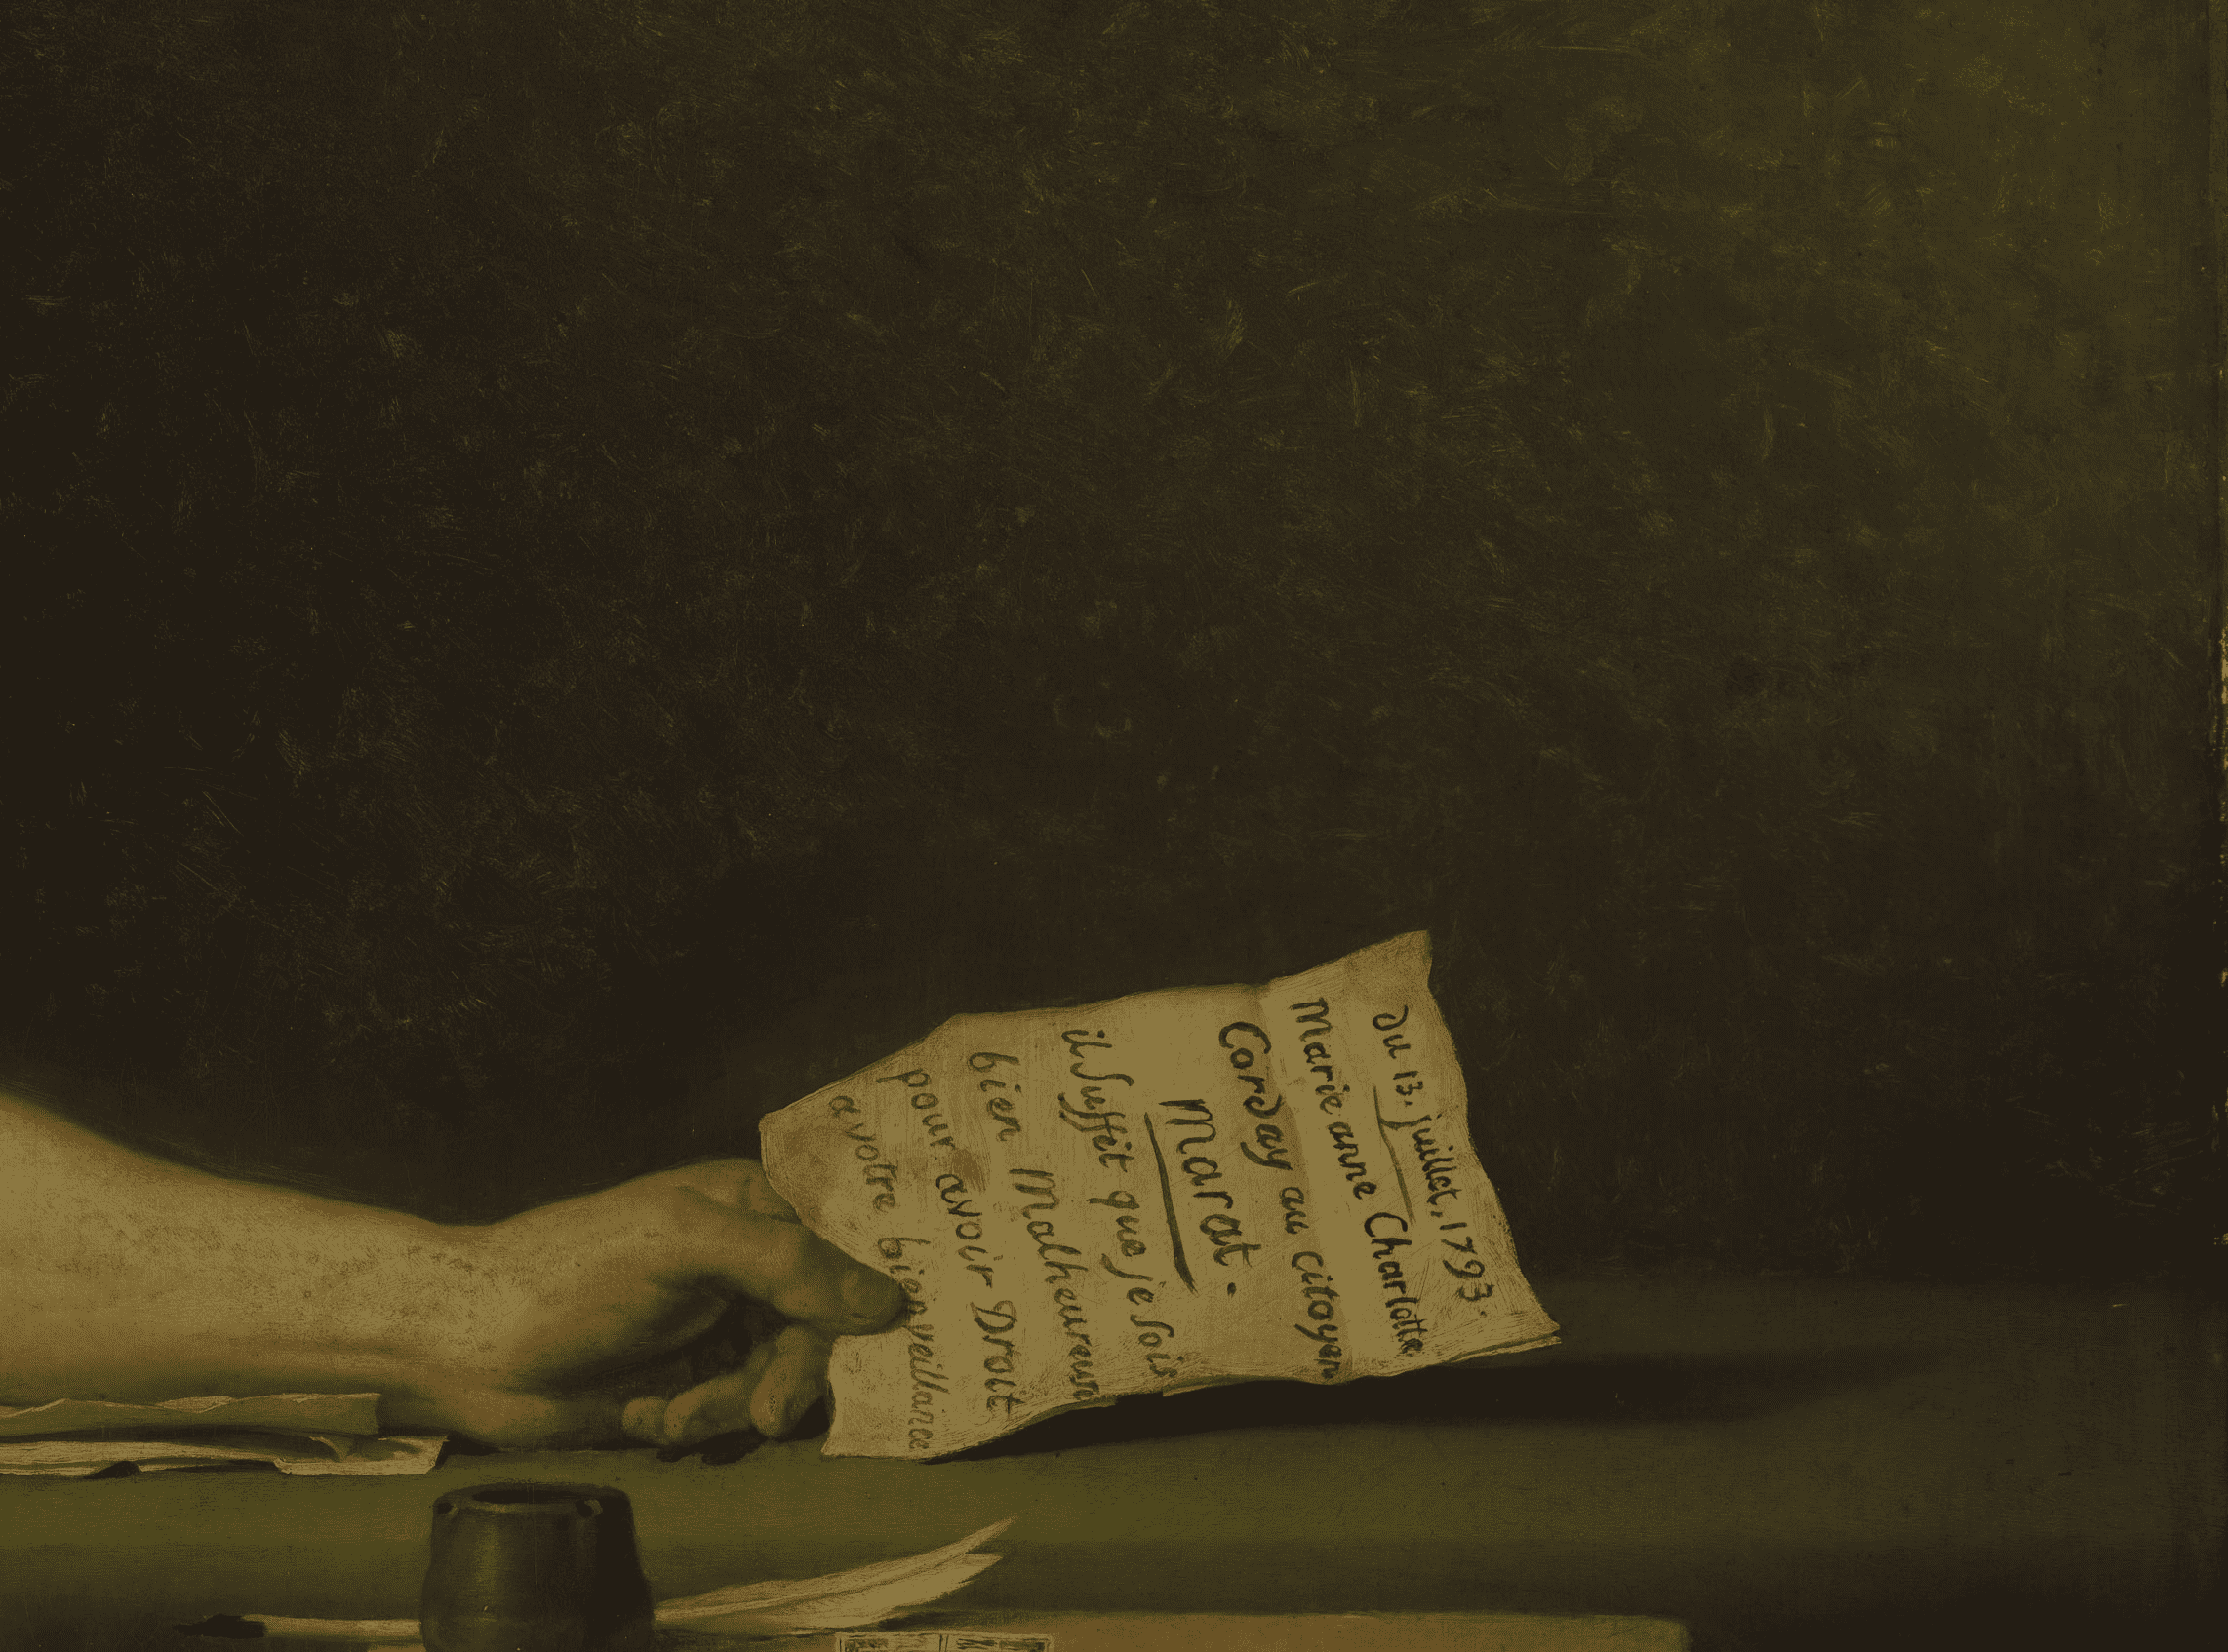 du 13. juillet, 1793.
Marie anne Charlotte
Corday au citoyen
Marat.
il suffit que je sois
bien Malheureuse
pour avoir Droit
a votre bienveillance